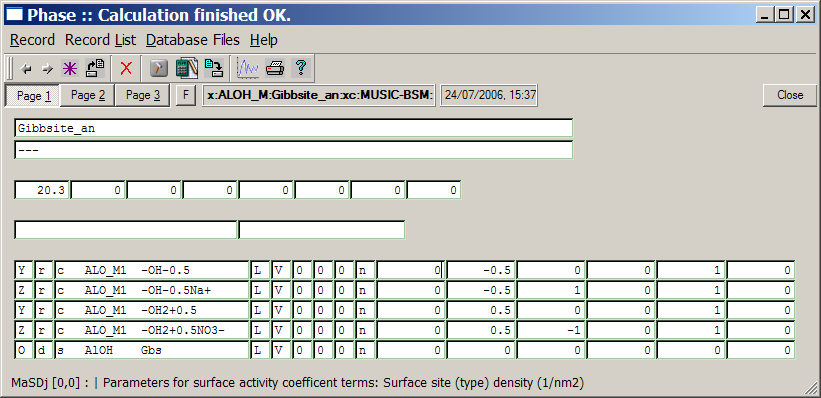 Phase :: Calculation finished OK.
Record Record List Database Files Help
Page 1 Page 2 Page 3 F x:ALOH_M:Gibbsite_an:xc:MUSIC-BSM: 24/07/2006, 15:37 Close
Gibbsite_an
---
20.3 0 0 0 0 0 0 0
Y r c ALO_M1 -OH-0.5 L V 0 0 0 n 0 -0.5 0 0 1 0
Z r c ALO_M1 -OH-0.5Na+ L V 0 0 0 n 0 -0.5 1 0 1 0
Y r c ALO_M1 -OH2+0.5 L V 0 0 0 n 0 0.5 0 0 1 0
Z r c ALO_M1 -OH2+0.5NO3- L V 0 0 0 n 0 0.5 -1 0 1 0
O d s AlOH Gbs L V 0 0 0 n 0 0 0 0 0 0
MaSDj [0,0] : | Parameters for surface activity coefficent terms: Surface site (type) density (1/nm2)